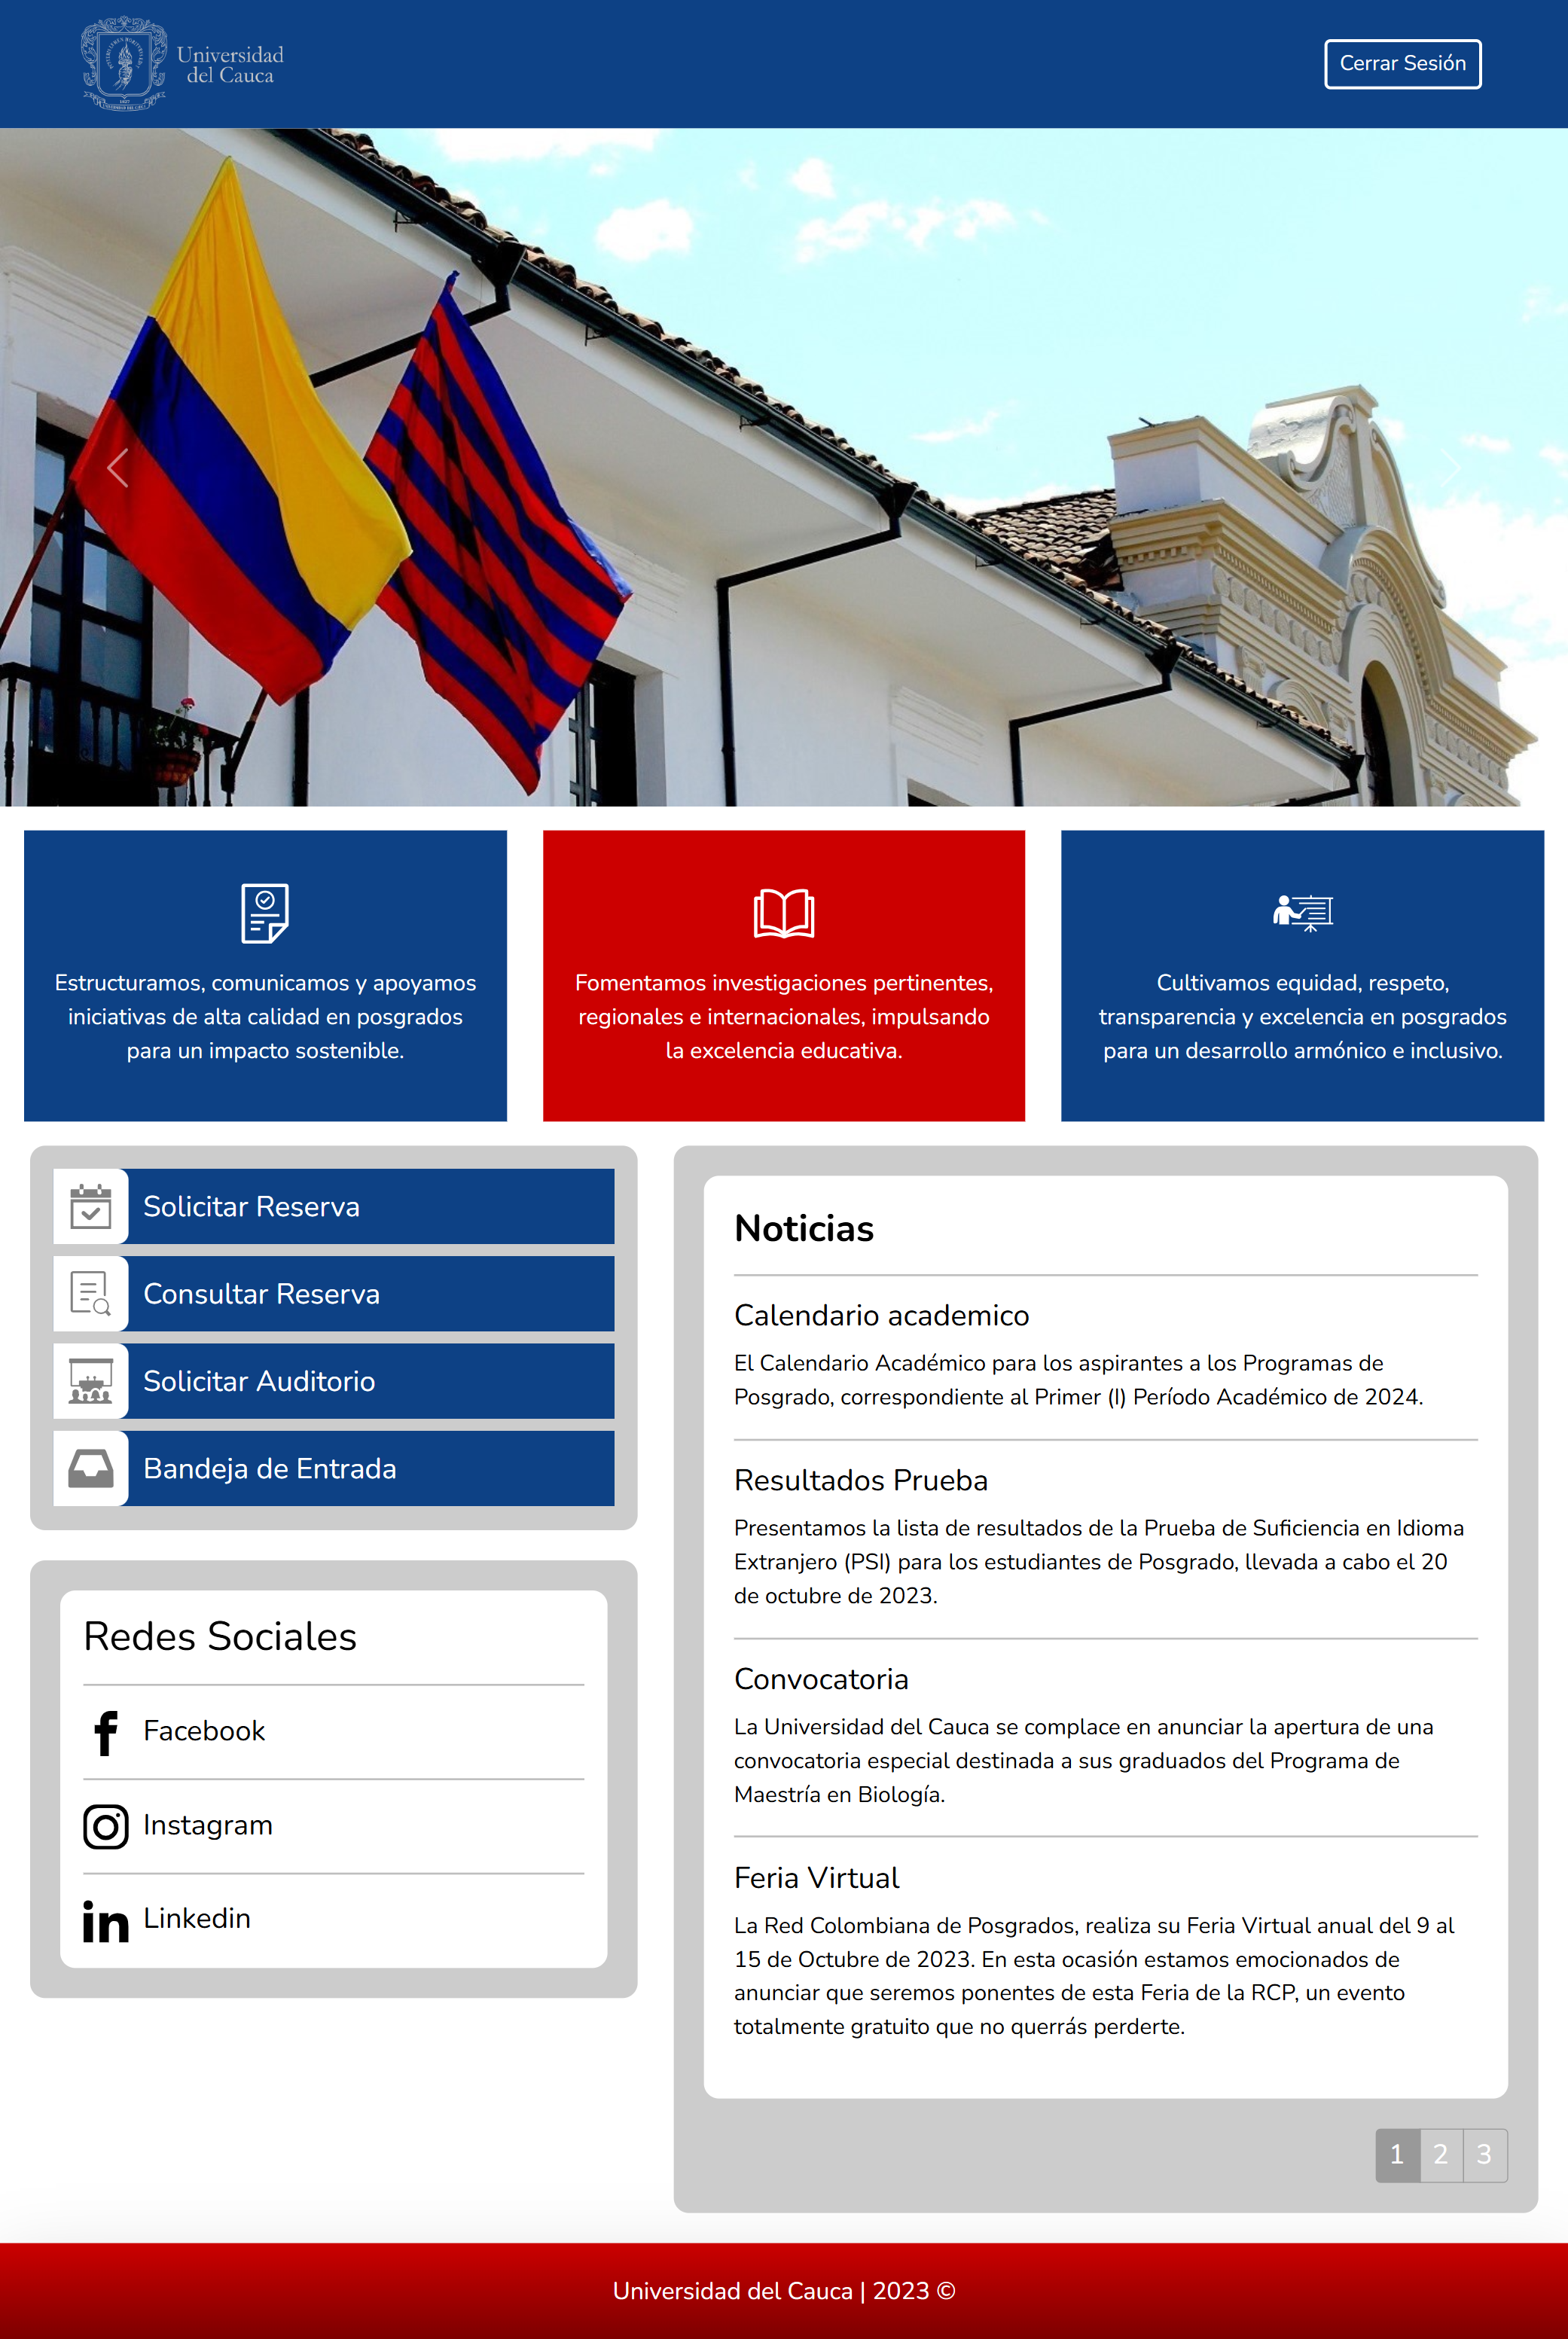 Universidad
del Cauca
Cerrar Sesión
Estructuramos, comunicamos y apoyamos
iniciativas de alta calidad en posgrados
para un impacto sostenible.
Fomentamos investigaciones pertinentes,
regionales e internacionales, impulsando
la excelencia educativa.
Cultivamos equidad, respeto,
transparencia y excelencia en posgrados
para un desarrollo armónico e inclusivo.
Solicitar Reserva
Consultar Reserva
Solicitar Auditorio
Bandeja de Entrada
Redes Sociales
Facebook
Instagram
Linkedin
Noticias
Calendario academico
El Calendario Académico para los aspirantes a los Programas de
Posgrado, correspondiente al Primer (I) Período Académico de 2024.
Resultados Prueba
Presentamos la lista de resultados de la Prueba de Suficiencia en Idioma
Extranjero (PSI) para los estudiantes de Posgrado, llevada a cabo el 20
de octubre de 2023.
Convocatoria
La Universidad del Cauca se complace en anunciar la apertura de una
convocatoria especial destinada a sus graduados del Programa de
Maestría en Biología.
Feria Virtual
La Red Colombiana de Posgrados, realiza su Feria Virtual anual del 9 al
15 de Octubre de 2023. En esta ocasión estamos emocionados de
anunciar que seremos ponentes de esta Feria de la RCP, un evento
totalmente gratuito que no querrás perderte.
1 2 3
Universidad del Cauca | 2023 ©